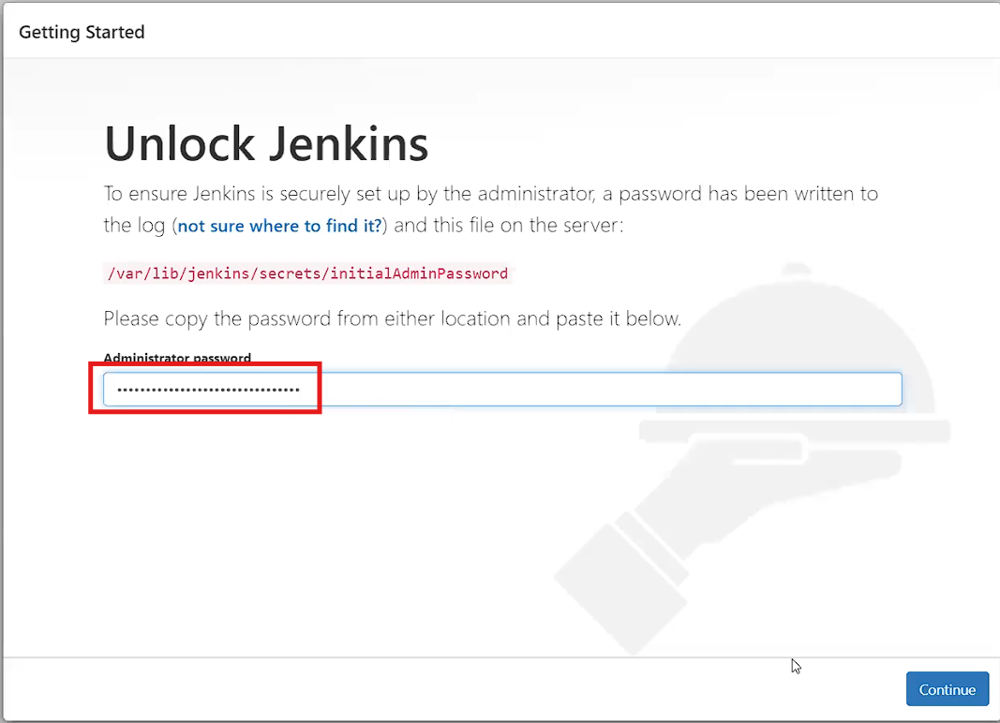 Getting Started
Unlock Jenkins
To ensure Jenkins is securely set up by the administrator, a password has been written to
the log (not sure where to find it?) and this file on the server:
/var/lib/jenkins/secrets/initialAdminPassword
Please copy the password from either location and paste it below.
Administrator password
••••••••••••••••••••••••••••••••
Continue